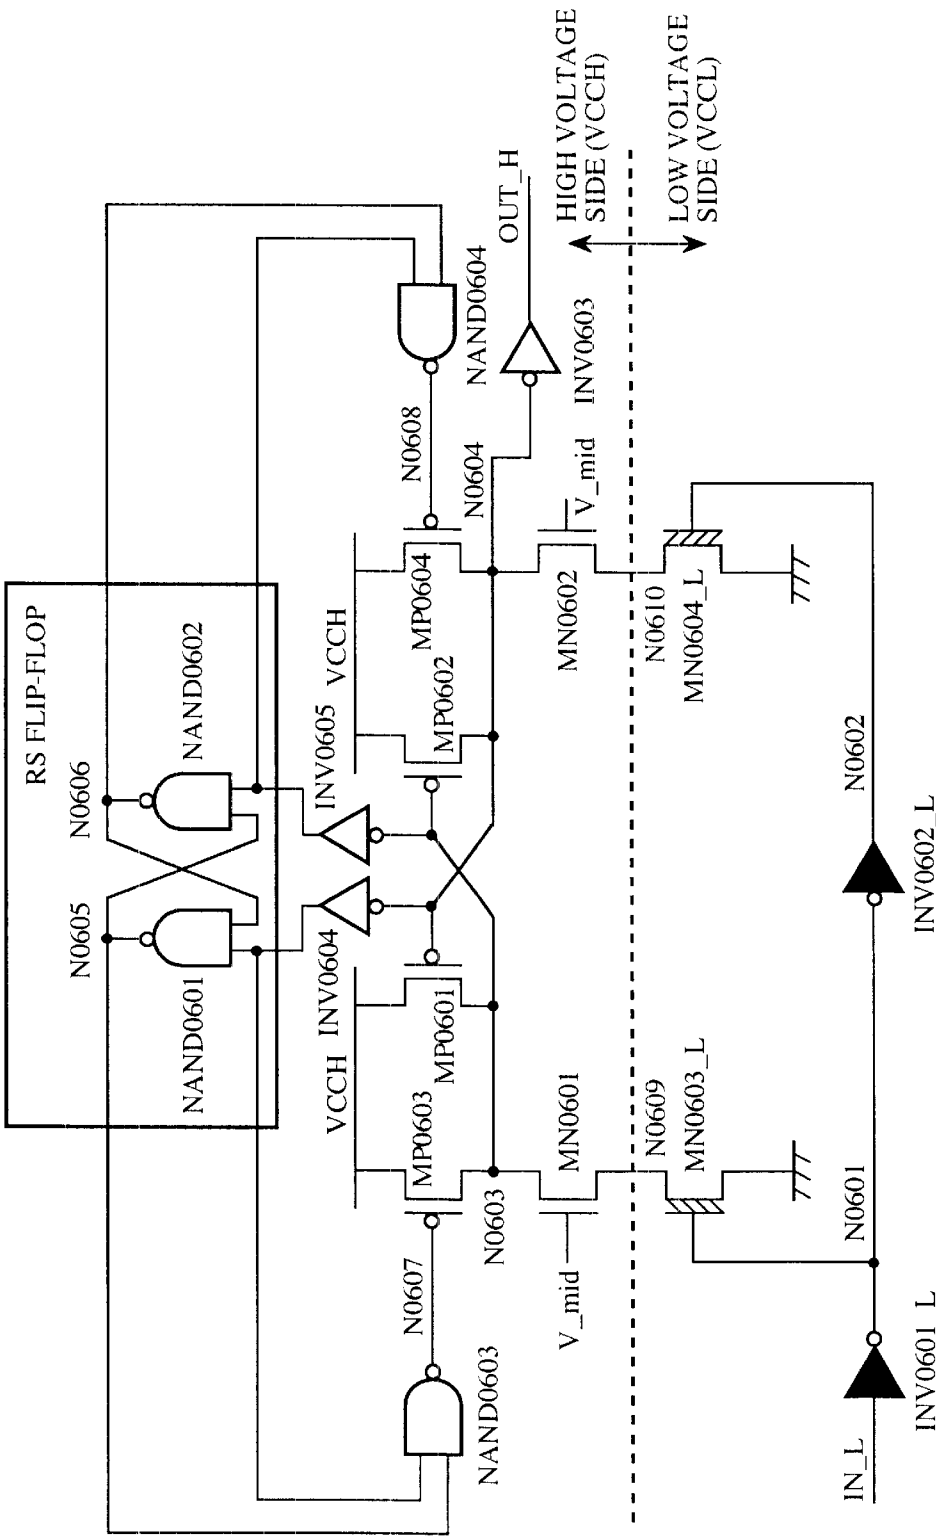 RS FLIP-FLOP
N0605
N0606
NAND0601
NAND0602
INV0604
INV0605
VCCH
VCCH
MP0603
MP0601
MP0602
MP0604
NAND0603
N0607
N0603
N0608
N0604
NAND0604
OUT_H
INV0603
V_mid
MN0601
MN0602
V_mid
HIGH VOLTAGE
SIDE (VCCH)
LOW VOLTAGE
SIDE (VCCL)
N0609
MN0603_L
N0610
MN0604_L
IN_L
INV0601_L
N0601
INV0602_L
N0602